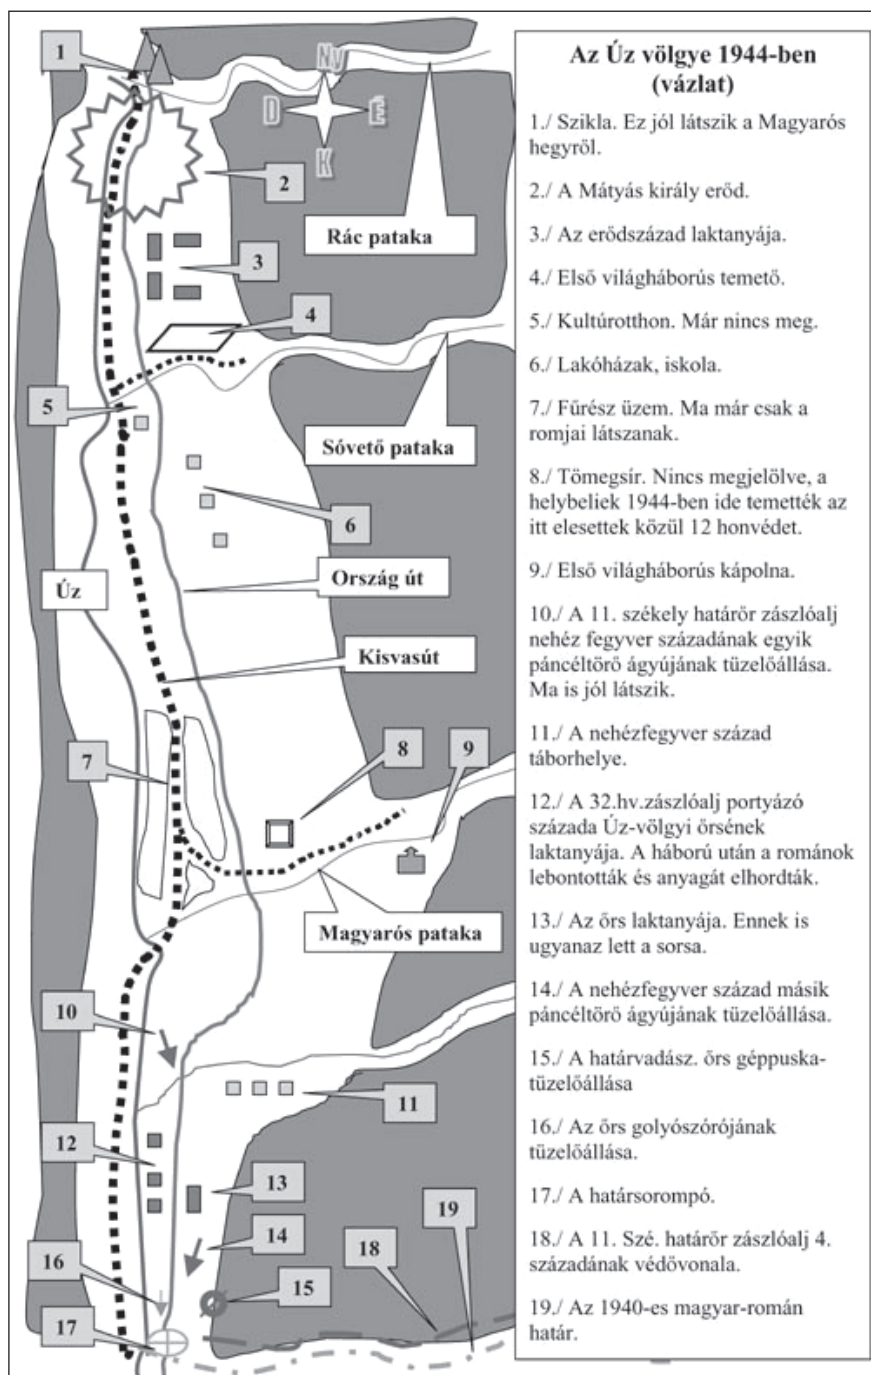 1
Ny
D
É
K
2
Rác pataka
3
4
5
Sóvető pataka
6
Úz
Ország út
Kisvasút
7
8
9
Magyarós pataka
10
11
12
13
14
19
18
16
15
17
Az Úz völgye 1944-ben
(vázlat)
1./ Szikla. Ez jól látszik a Magyarós
hegyről.
2./ A Mátyás király erőd.
3./ Az erődszázad laktanyája.
4./ Első világháborús temető.
5./ Kultúrotthon. Már nincs meg.
6./ Lakóházak, iskola.
7./ Fűrész üzem. Ma már csak a
romjai látszanak.
8./ Tömegsír. Nincs megjelölve, a
helybeliek 1944-ben ide temették az
itt elesettek közül 12 honvédet.
9./ Első világháborús kápolna.
10./ A 11. székely határőr zászlóalj
nehéz fegyver századának egyik
páncéltörő ágyújának tüzelőállása.
Ma is jól látszik.
11./ A nehézfegyver század
táborhelye.
12./ A 32.hv.zászlóalj portyázó
százada Úz-völgyi őrsének
laktanyája. A háború után a románok
lebontották és anyagát elhordták.
13./ Az őrs laktanyája. Ennek is
ugyanaz lett a sorsa.
14./ A nehézfegyver század másik
páncéltörő ágyújának tüzelőállása.
15./ A határvadász. őrs géppuska-
tüzelőállása
16./ Az őrs golyószórójának
tüzelőállása.
17./ A határsorompó.
18./ A 11. Szé. határőr zászlóalj 4.
századának védővonala.
19./ Az 1940-es magyar-román
határ.